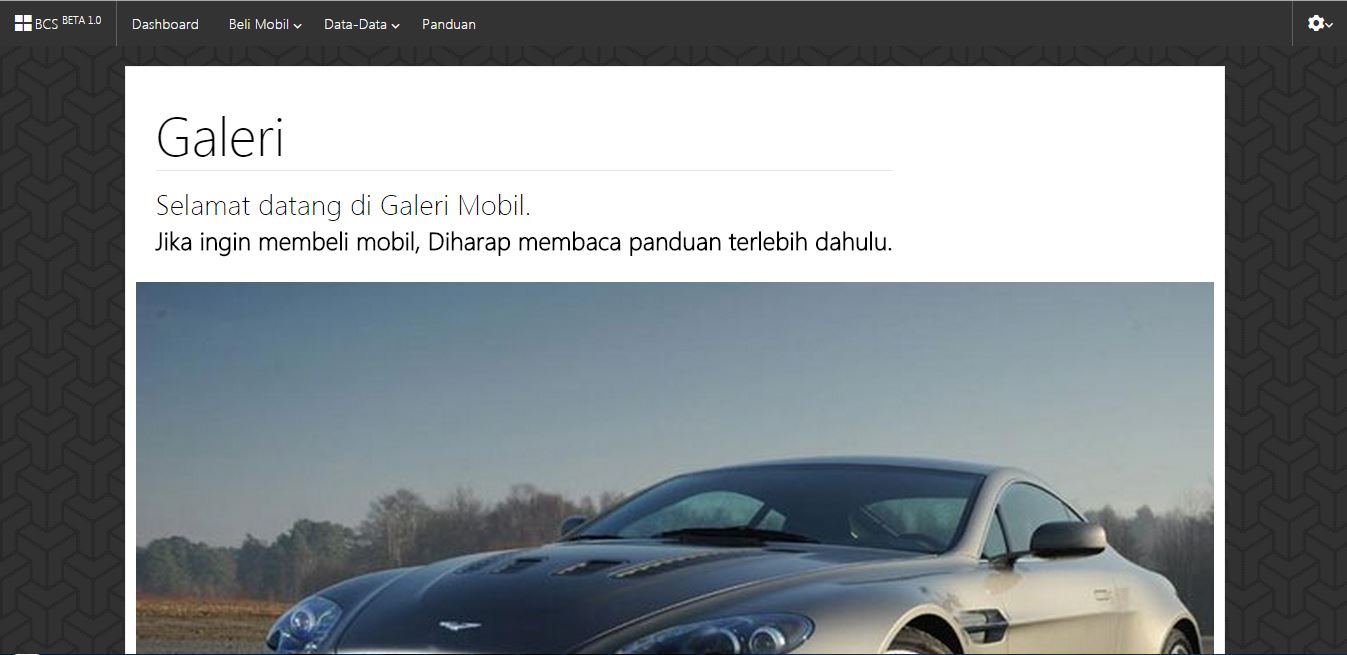 BCS BETA 1.0 Dashboard Beli Mobil Data-Data Panduan
Galeri
Selamat datang di Galeri Mobil.
Jika ingin membeli mobil, Diharap membaca panduan terlebih dahulu.